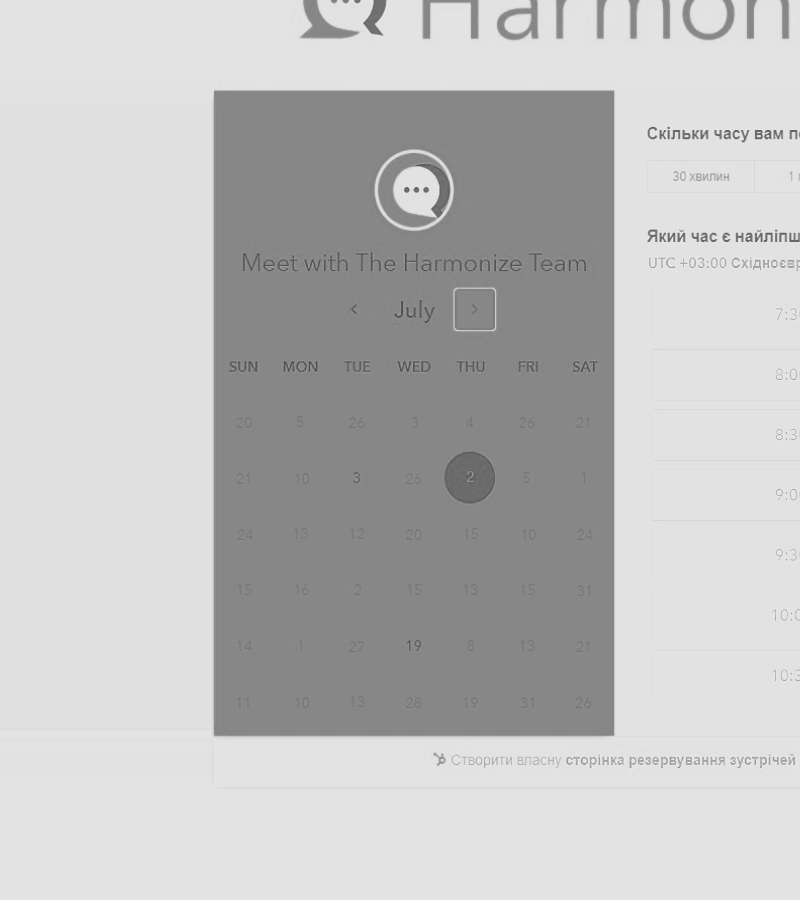 Harmon
Meet with The Harmonize Team
July
SUN MON TUE WED THU FRI SAT
20 5 26 3 4 26 21
21 10 3 26 2 5 1
24 13 12 20 15 10 24
15 16 2 15 13 15 31
14 1 27 19 8 13 21
11 10 13 28 19 31 26
Скільки часу вам
30 хвилин 1
Який час є
UTC +03:00
7:3
8:0
8:3
9:0
9:3
10:
10:
Створити власну сторінка резервування зустрічей